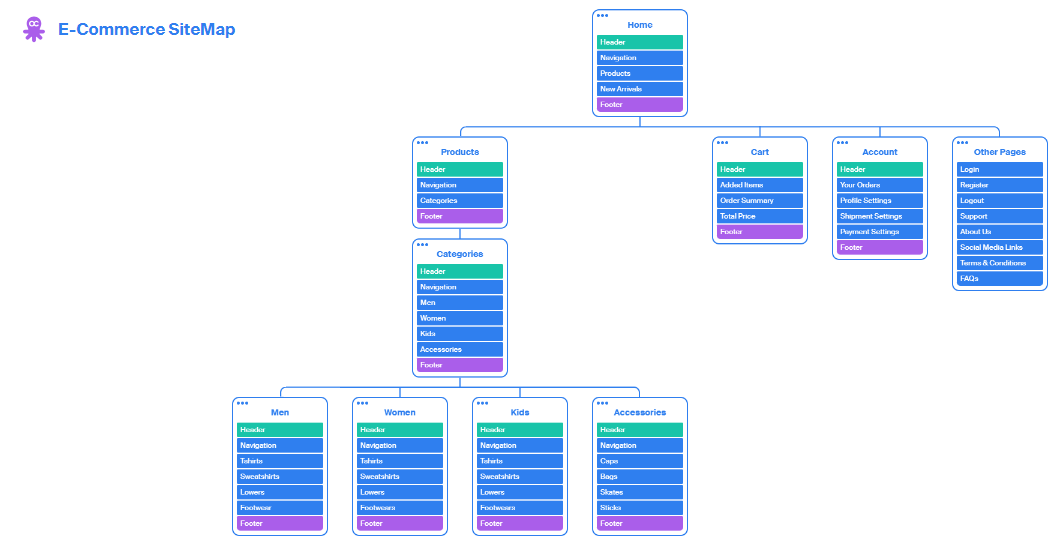 E-Commerce SiteMap
Home
Header
Navigation
Products
New Arrivals
Footer
Products
Header
Navigation
Categories
Footer
Cart
Header
Added Items
Order Summary
Total Price
Footer
Account
Header
Your Orders
Profile Settings
Shipment Settings
Payment Settings
Footer
Other Pages
Login
Register
Logout
Support
About Us
Social Media Links
Terms & Conditions
FAQs
Categories
Header
Navigation
Men
Women
Kids
Accessories
Footer
Men
Header
Navigation
Tshirts
Sweatshirts
Lowers
Footwear
Footer
Women
Header
Navigation
Tshirts
Sweatshirts
Lowers
Footwears
Footer
Kids
Header
Navigation
Tshirts
Sweatshirts
Lowers
Footwears
Footer
Accessories
Header
Navigation
Caps
Bags
Skates
Sticks
Footer